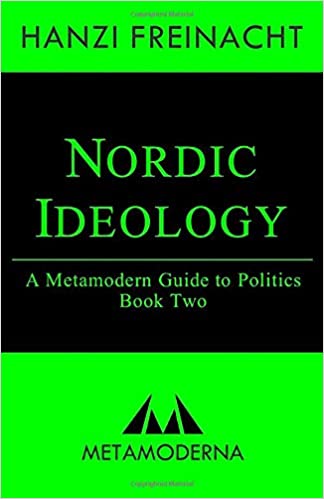 HANZI FREINACHT
NORDIC
IDEOLOGY
A Metamodern Guide to Politics
Book Two
METAMODERNA